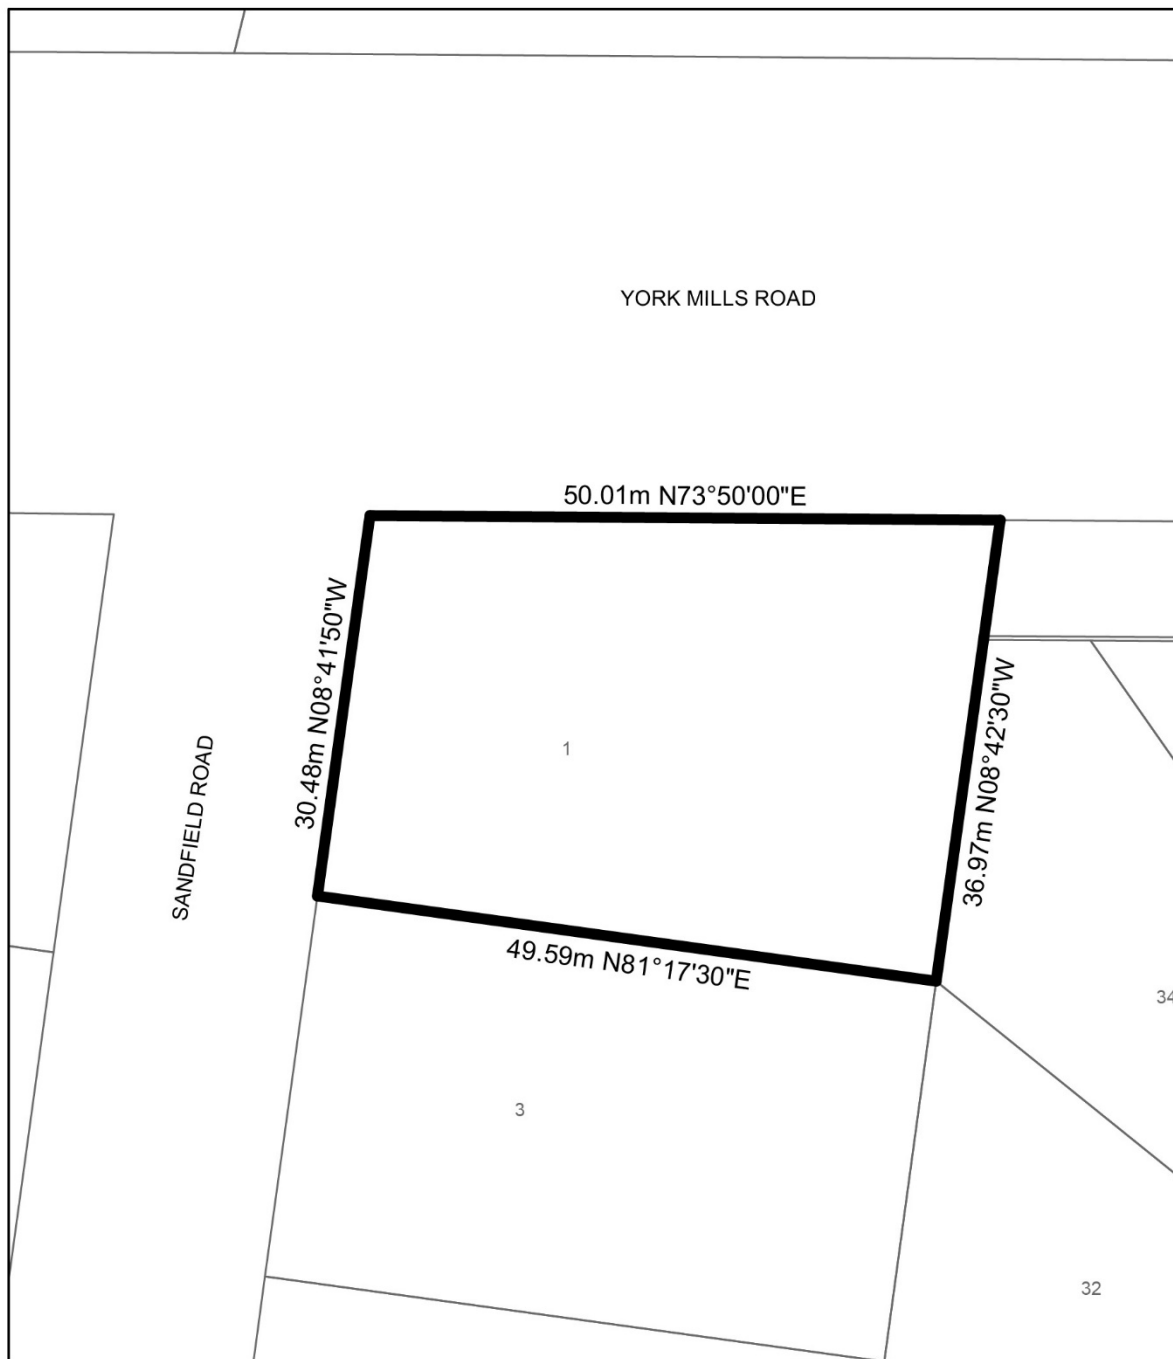 YORK MILLS ROAD
50.01m N73°50'00"E
30.48m N08°41'50"W
36.97m N08°42'30"W
1
SANDFIELD ROAD
49.59m N81°17'30"E
34
3
32